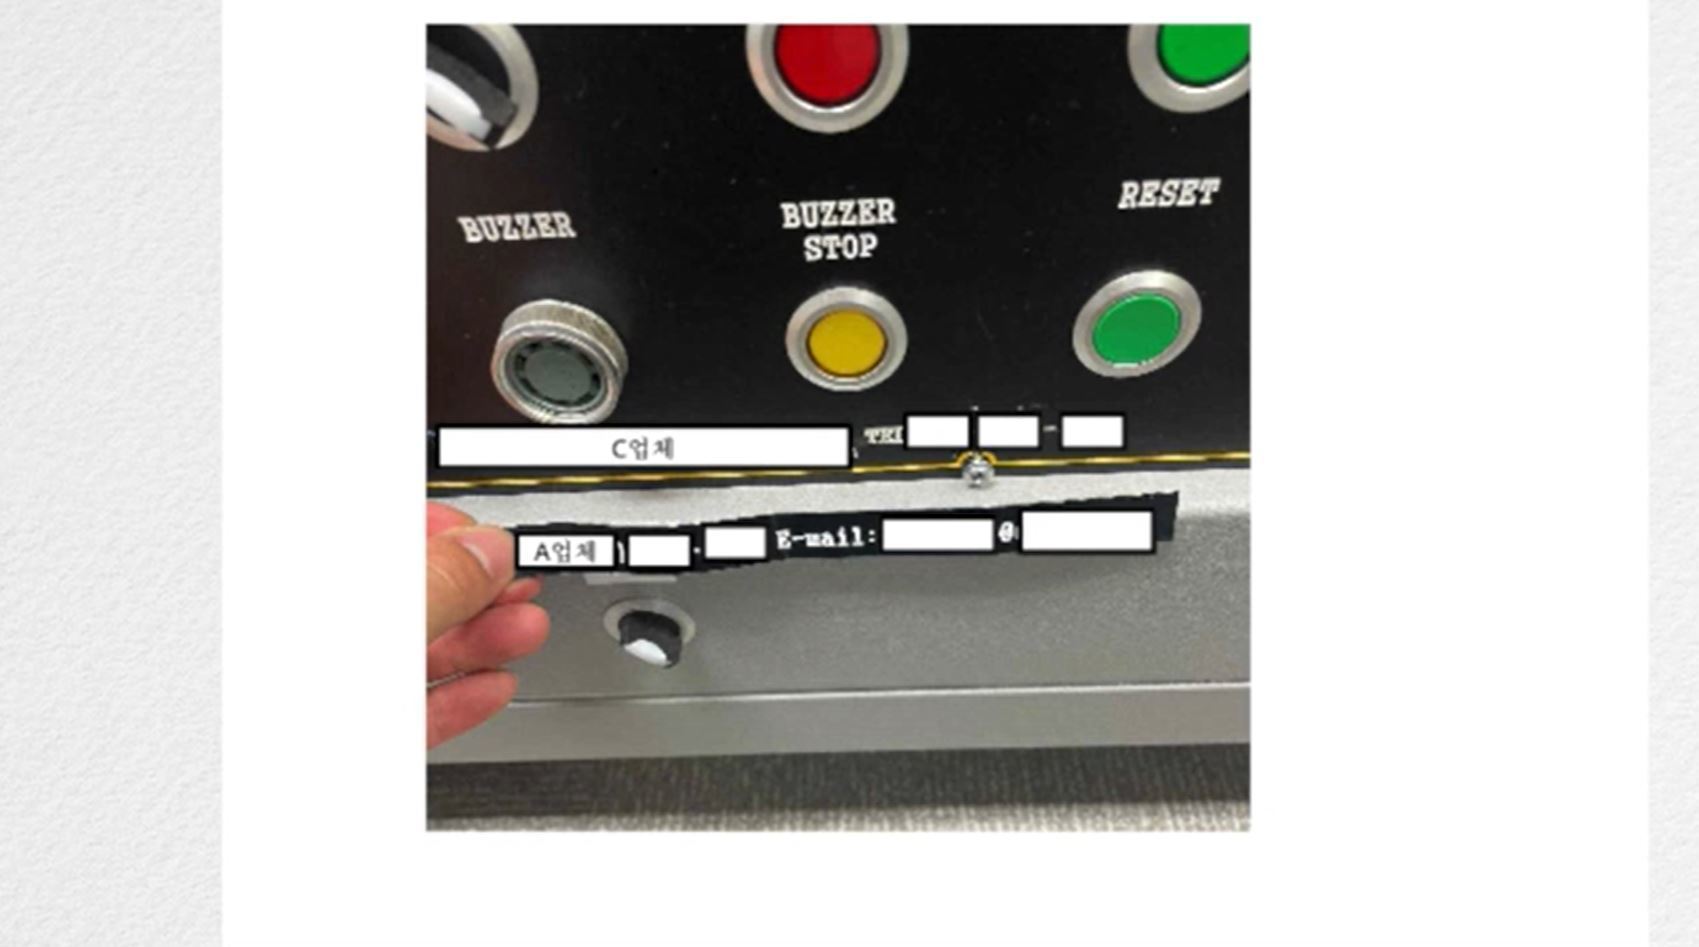 BUZZER
BUZZER
STOP
RESET
C업체 TEL -
A업체 ) - E-mail: @